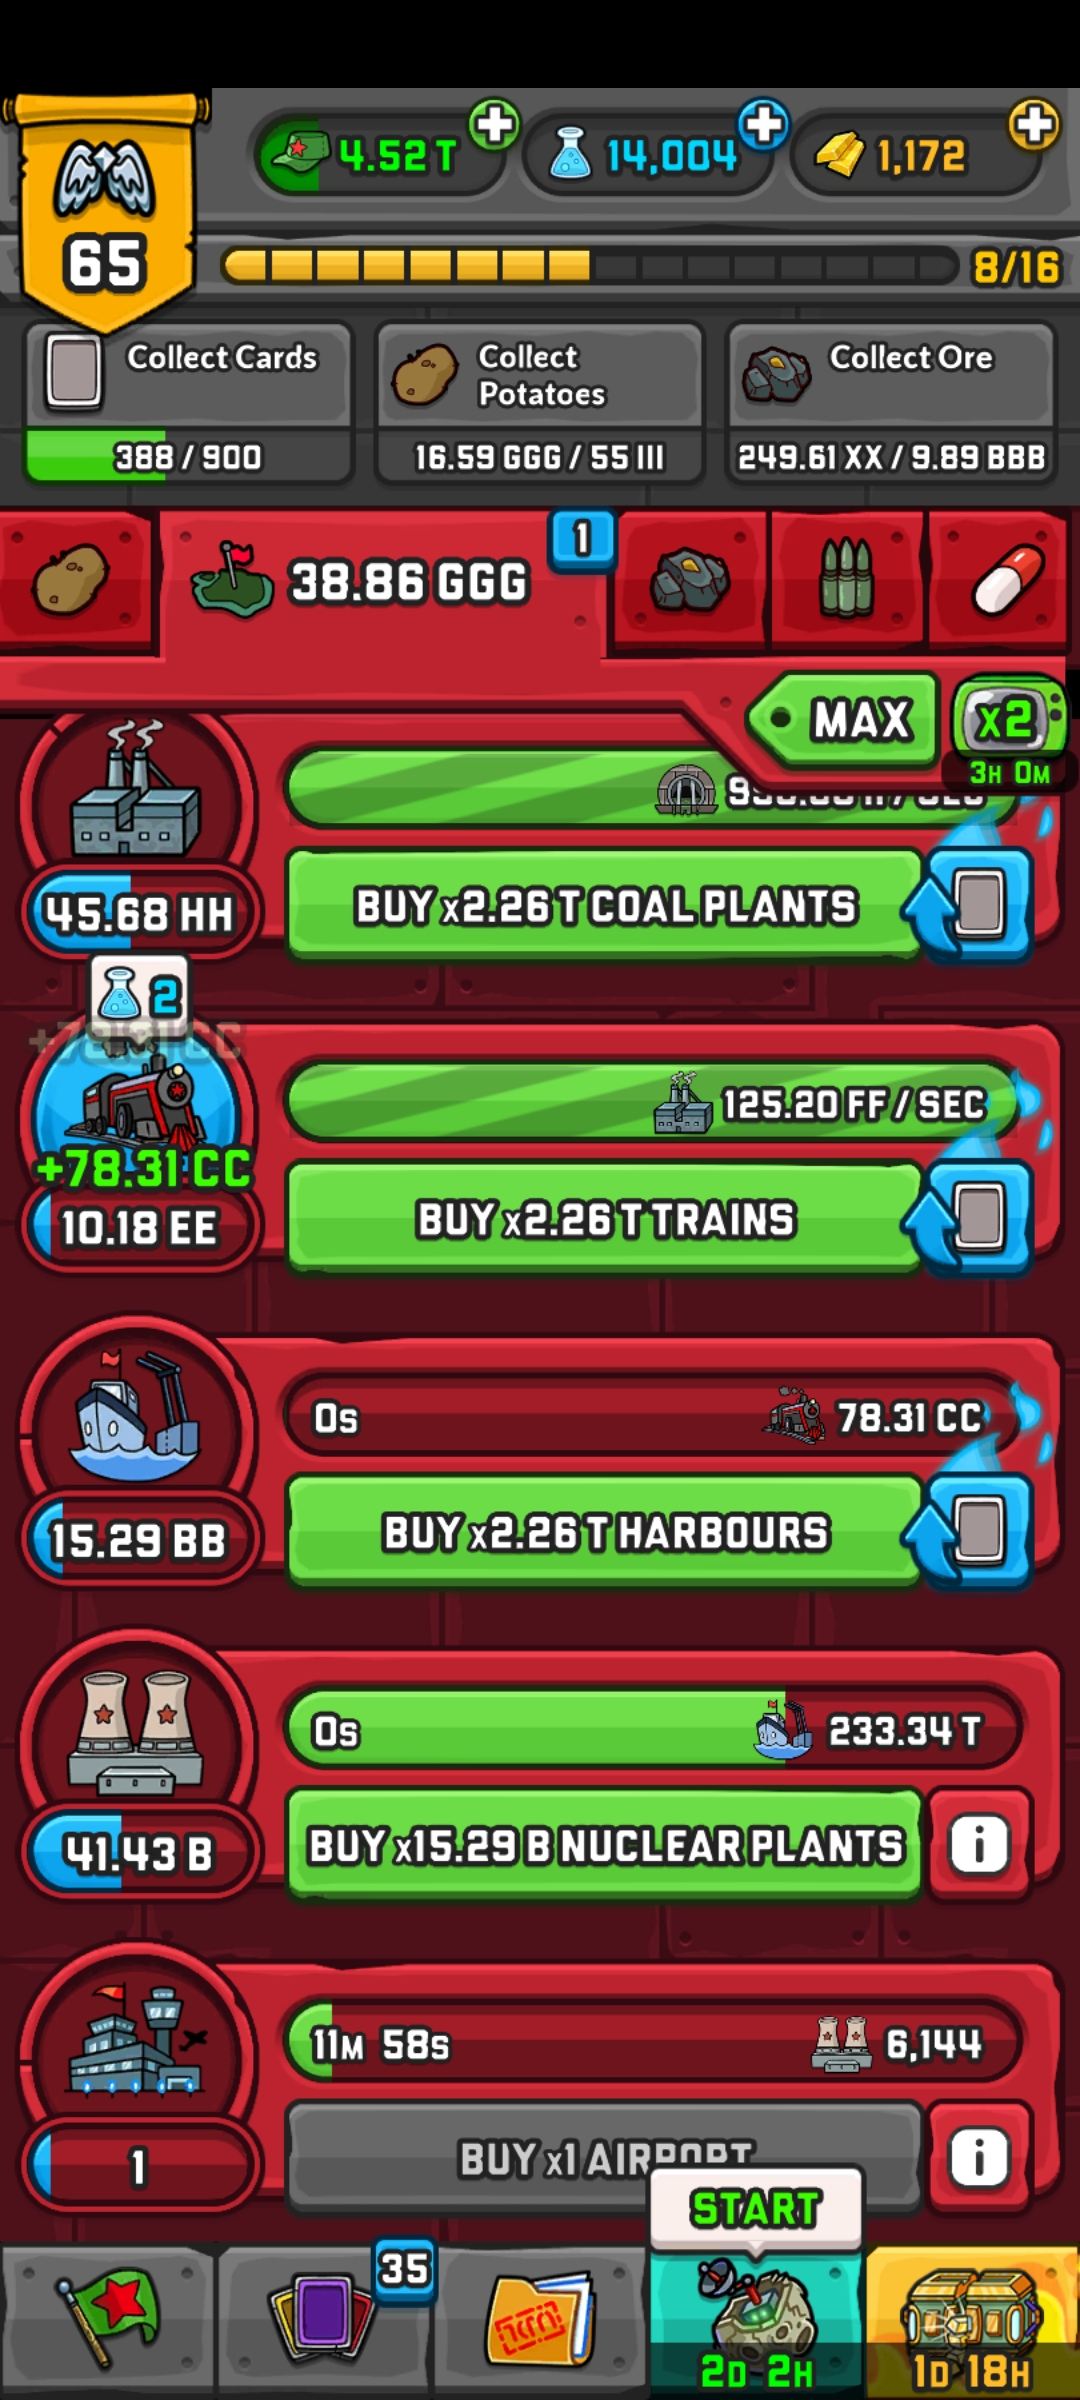 4.52 T
14,004
1,172
65
8/16
Collect Cards
388 / 900
Collect
Potatoes
16.59 GGG / 55 III
Collect Ore
249.61 XX / 9.89 BBB
38.86 GGG
1
MAX
x2
3H 0M
45.68 HH
BUY x2.26 T COAL PLANTS
2
+78.31 CC
+78.31 CC
125.20 FF / SEC
10.18 EE
BUY x2.26 T TRAINS
0s
78.31 CC
15.29 BB
BUY x2.26 T HARBOURS
0s
233.34 T
41.43 B
BUY x15.29 B NUCLEAR PLANTS
i
11M 58s
6,144
1
BUY x1 AIRPORT
i
START
35
2D 2H
1D 18H